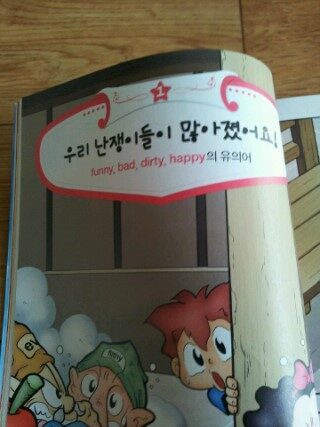 1
우리 난쟁이들이 많아졌어요!
funny, bad, dirty, happy의 유의어